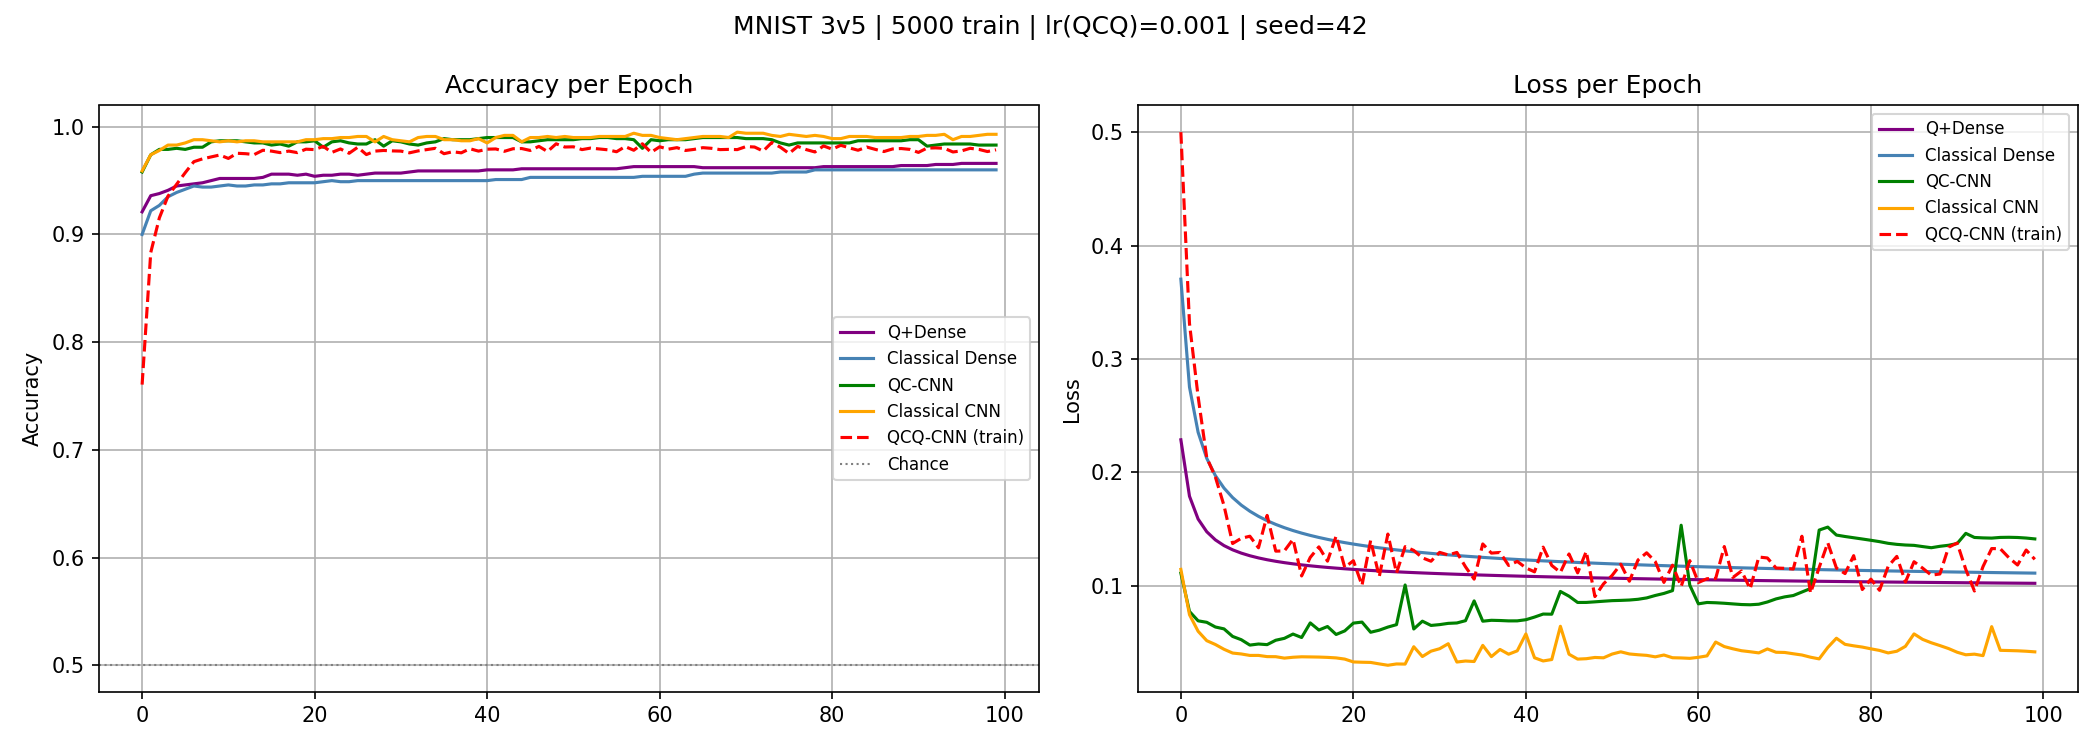 MNIST 3v5 | 5000 train | lr(QCQ)=0.001 | seed=42
Accuracy per Epoch
Accuracy
1.0
0.9
0.8
0.7
0.6
0.5
0
20
40
60
80
100
Q+Dense
Classical Dense
QC-CNN
Classical CNN
QCQ-CNN (train)
Chance
Loss per Epoch
Loss
0.5
0.4
0.3
0.2
0.1
0
20
40
60
80
100
Q+Dense
Classical Dense
QC-CNN
Classical CNN
QCQ-CNN (train)